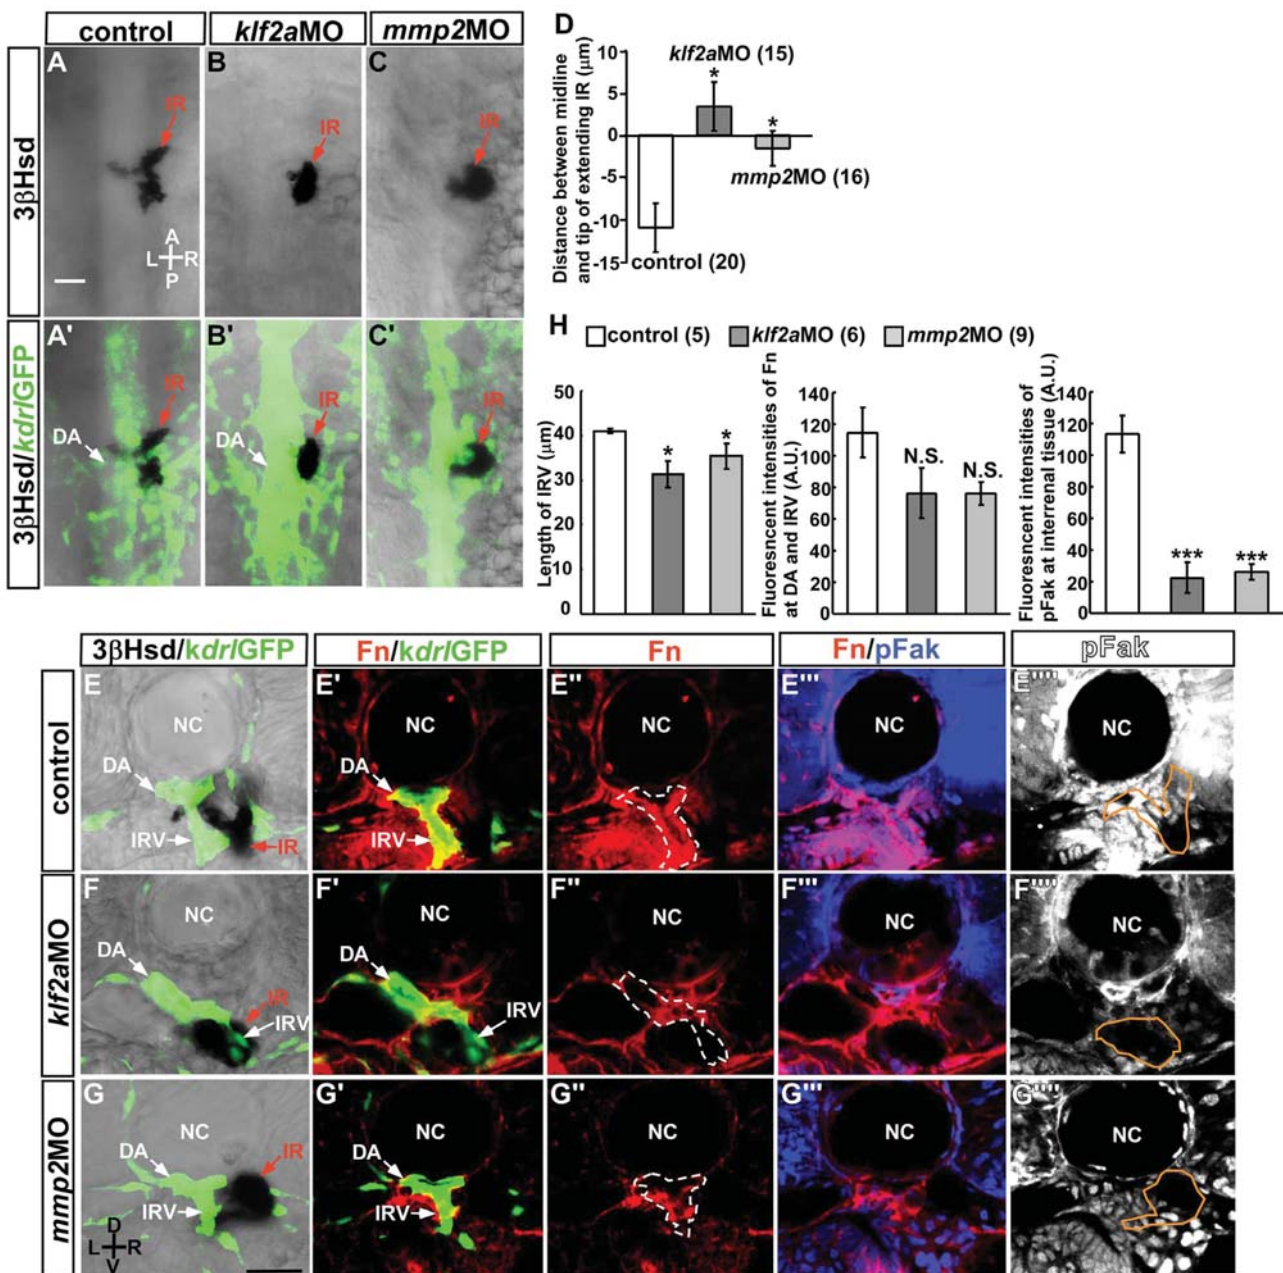 control klf2aMO mmp2MO
3βHsd
A IR
B IR
C IR
A
L R
P
3βHsd/kdrlGFP
A' IR DA
B' IR DA
C' IR
D
Distance between midline
and tip of extending IR (μm)
10
5
0
-5
-10
-15
klf2aMO (15)
*
*
mmp2MO (16)
control (20)
H
control (5) klf2aMO (6) mmp2MO (9)
Length of IRV (μm)
50
40
30
20
10
0
* *
Fluoresncent intensities of Fn
at DA and IRV (A.U.)
140
120
100
80
60
40
20
0
N.S. N.S.
Fluoresncent intensities of
pFak at interrenal tissue (A.U.)
140
120
100
80
60
40
20
0
*** ***
3βHsd/kdrlGFP Fn/kdrlGFP Fn Fn/pFak pFak
control
E NC DA IRV IR
E' NC DA IRV
E'' NC
E''' NC
E'''' NC
klf2aMO
F NC DA IR IRV
F' NC DA IRV
F'' NC
F''' NC
F'''' NC
mmp2MO
G NC DA IR IRV
D
L R
V
G' NC DA IRV
G'' NC
G''' NC
G'''' NC